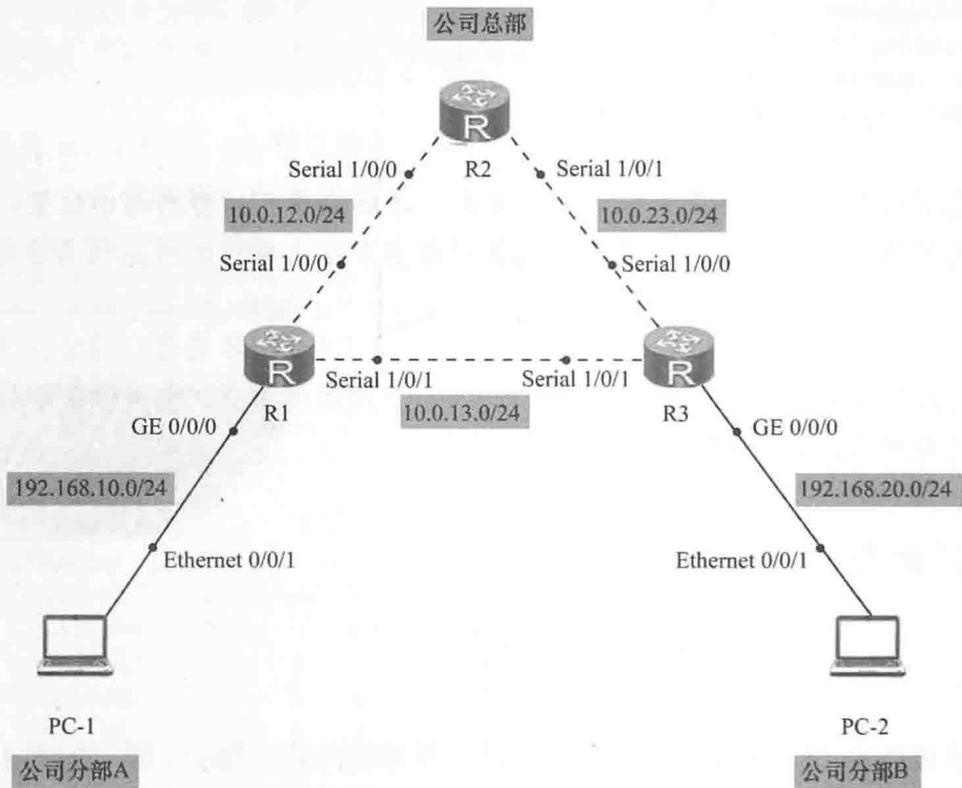 公司总部
R
R2
Serial 1/0/0
Serial 1/0/1
10.0.12.0/24
10.0.23.0/24
Serial 1/0/0
Serial 1/0/0
R
R1
Serial 1/0/1
Serial 1/0/1
R
R3
10.0.13.0/24
GE 0/0/0
GE 0/0/0
192.168.10.0/24
192.168.20.0/24
Ethernet 0/0/1
Ethernet 0/0/1
PC-1
PC-2
公司分部A
公司分部B